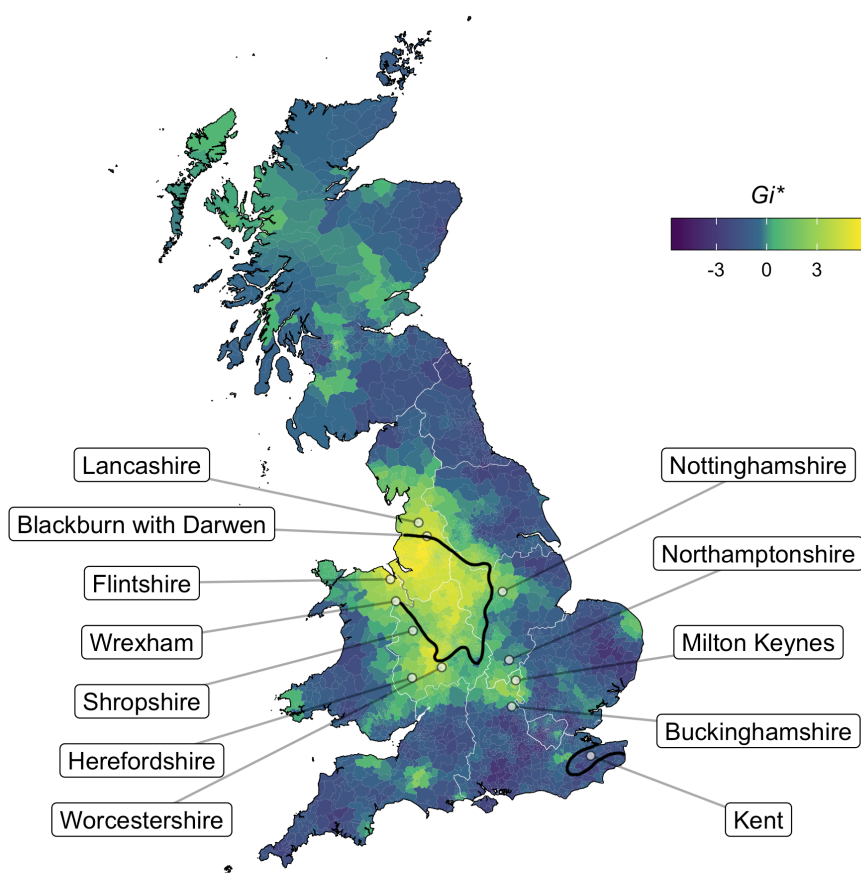 Gi*
-3 0 3
Lancashire
Nottinghamshire
Blackburn with Darwen
Northamptonshire
Flintshire
Wrexham
Milton Keynes
Shropshire
Buckinghamshire
Herefordshire
Worcestershire
Kent